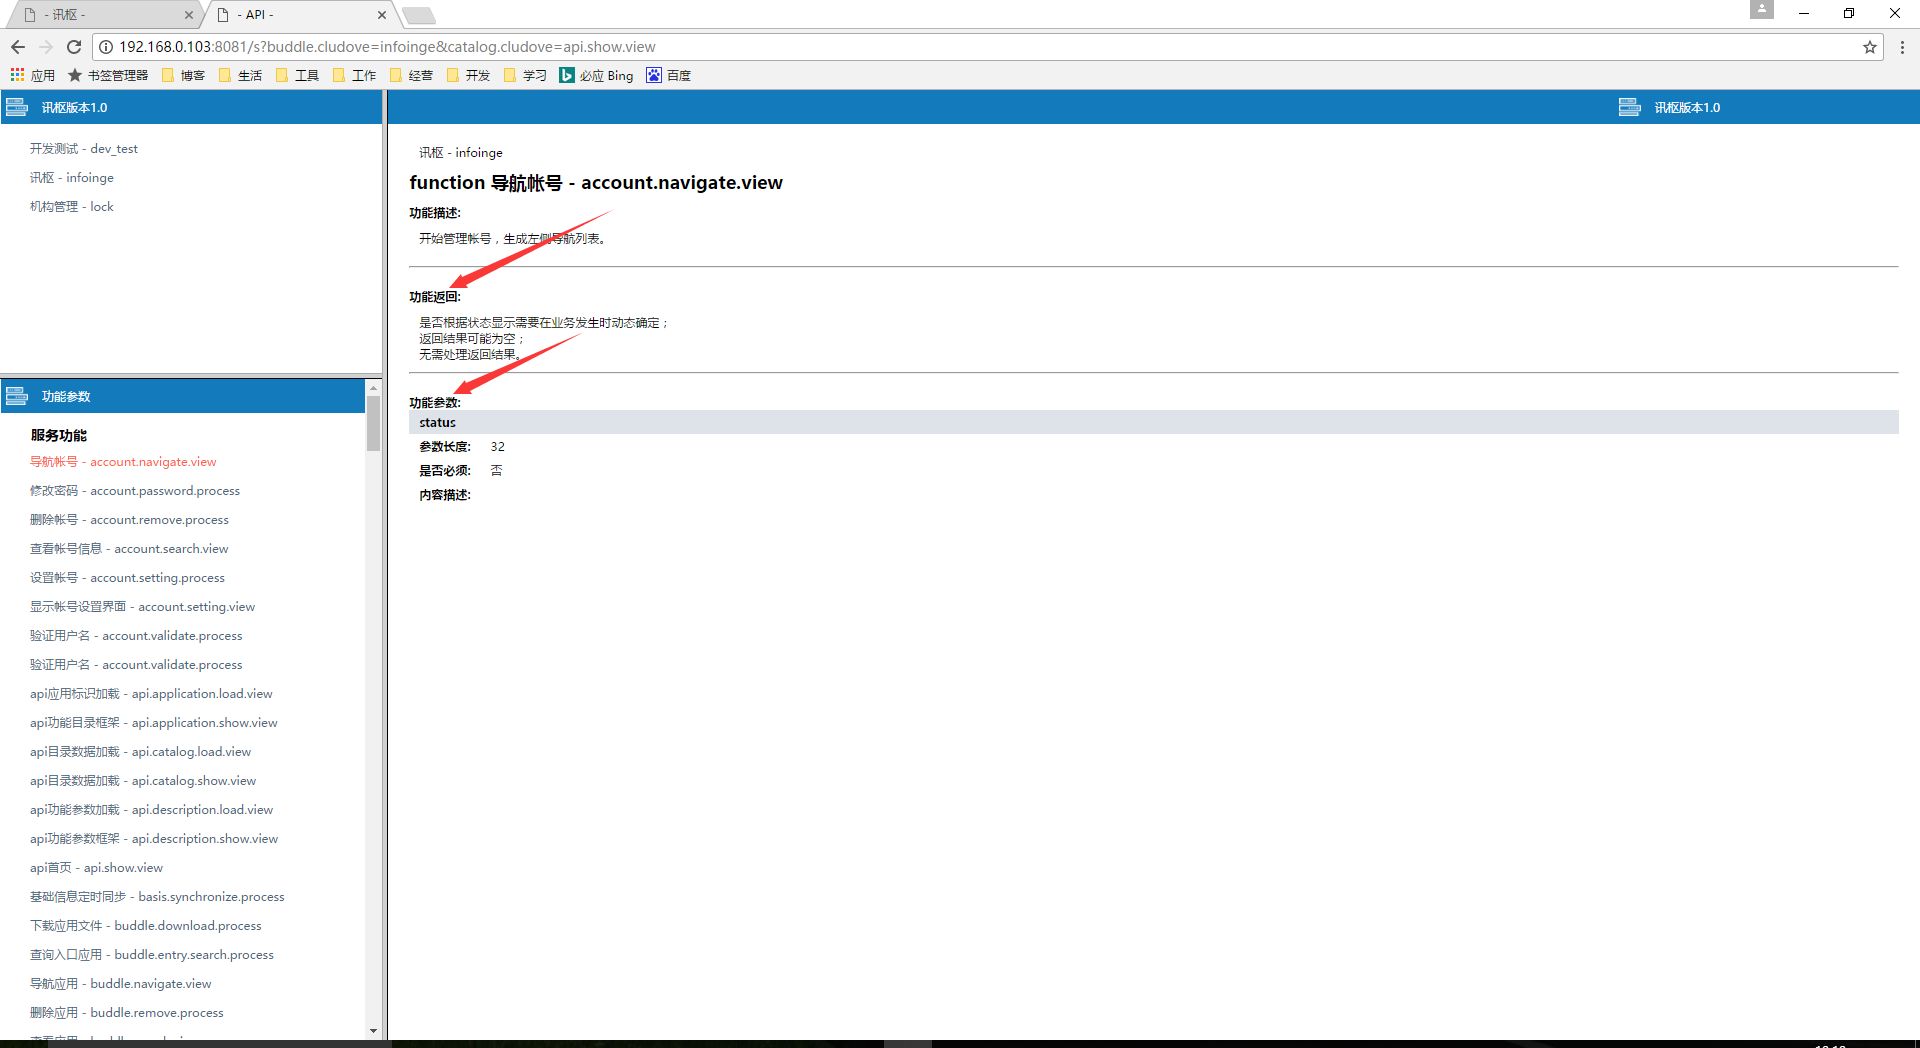 - 讯枢 -
- API -
192.168.0.103:8081/s?buddle.cludove=infoinge&catalog.cludove=api.show.view
应用 书签管理器 博客 生活 工具 工作 经营 开发 学习 必应 Bing 百度
讯枢版本1.0
开发测试 - dev_test
讯枢 - infoinge
机构管理 - lock
功能参数
服务功能
导航帐号 - account.navigate.view
修改密码 - account.password.process
删除帐号 - account.remove.process
查看帐号信息 - account.search.view
设置帐号 - account.setting.process
显示帐号设置界面 - account.setting.view
验证用户名 - account.validate.process
验证用户名 - account.validate.process
api应用标识加载 - api.application.load.view
api功能目录框架 - api.application.show.view
api目录数据加载 - api.catalog.load.view
api目录数据加载 - api.catalog.show.view
api功能参数加载 - api.description.load.view
api功能参数框架 - api.description.show.view
api首页 - api.show.view
基础信息定时同步 - basis.synchronize.process
下载应用文件 - buddle.download.process
查询入口应用 - buddle.entry.search.process
导航应用 - buddle.navigate.view
删除应用 - buddle.remove.process
讯枢版本1.0
讯枢 - infoinge
function 导航帐号 - account.navigate.view
功能描述:
开始管理帐号，生成左侧导航列表。
功能返回:
是否根据状态显示需要在业务发生时动态确定；
返回结果可能为空；
无需处理返回结果。
功能参数:
status
参数长度: 32
是否必须: 否
内容描述: